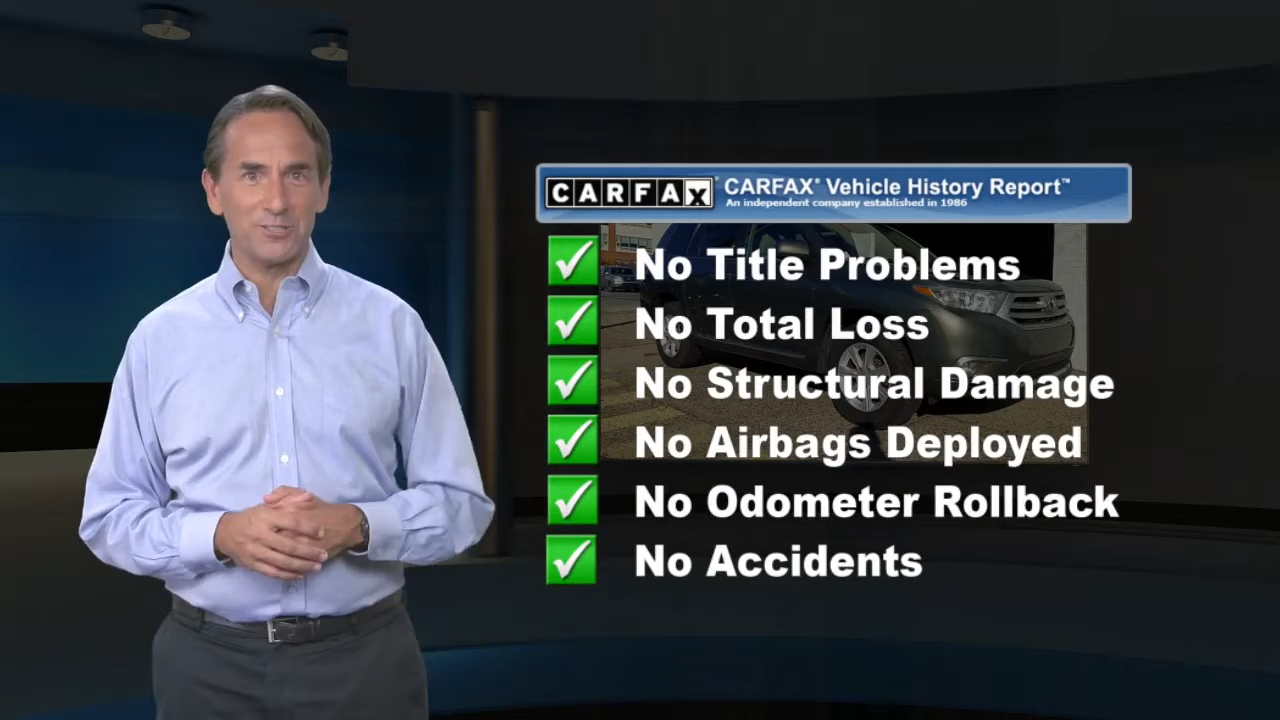 CARFAX
CARFAX® Vehicle History Report™
An independent company established in 1986
No Title Problems
No Total Loss
No Structural Damage
No Airbags Deployed
No Odometer Rollback
No Accidents